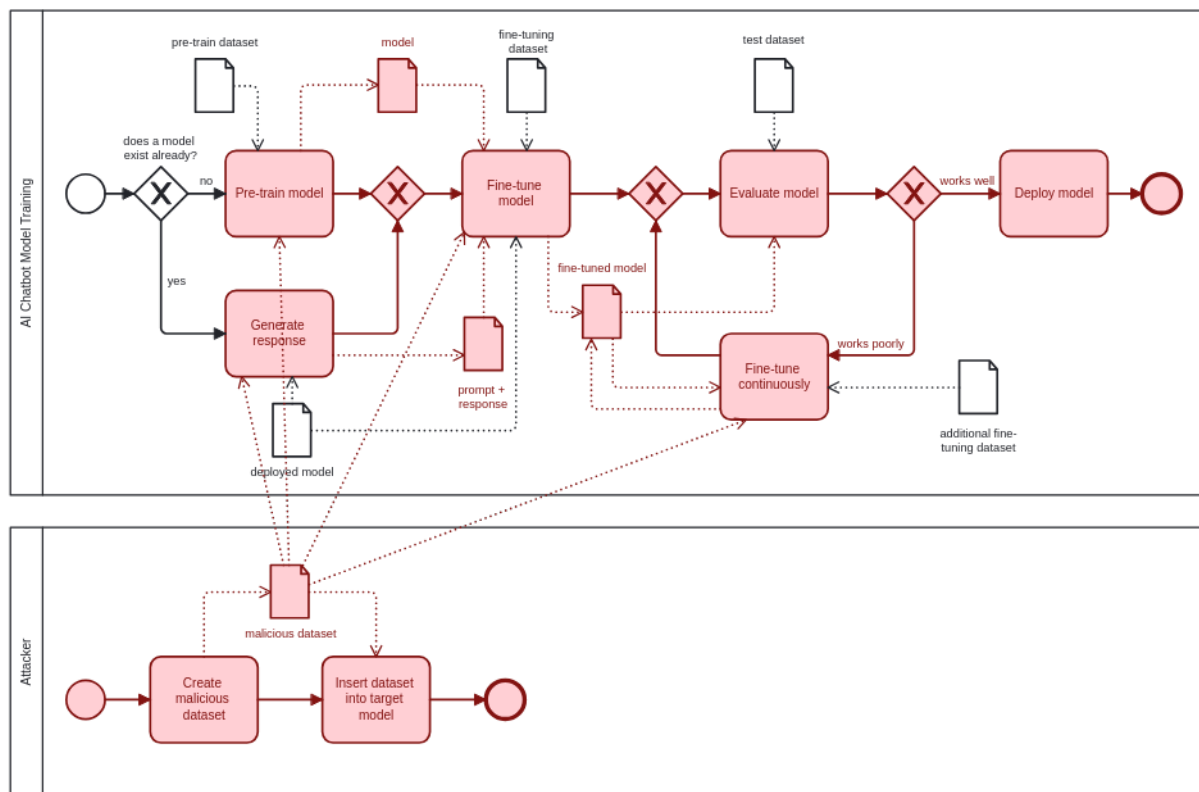 AI Chatbot Model Training
pre-train dataset
model
fine-tuning
dataset
test dataset
does a model
exist already?
no
Pre-train model
Fine-tune
model
Evaluate model
works well
Deploy model
yes
fine-tuned model
Generate
response
works poorly
prompt +
response
Fine-tune
continuously
additional fine-
tuning dataset
deployed model
Attacker
malicious dataset
Create
malicious
dataset
Insert dataset
into target
model